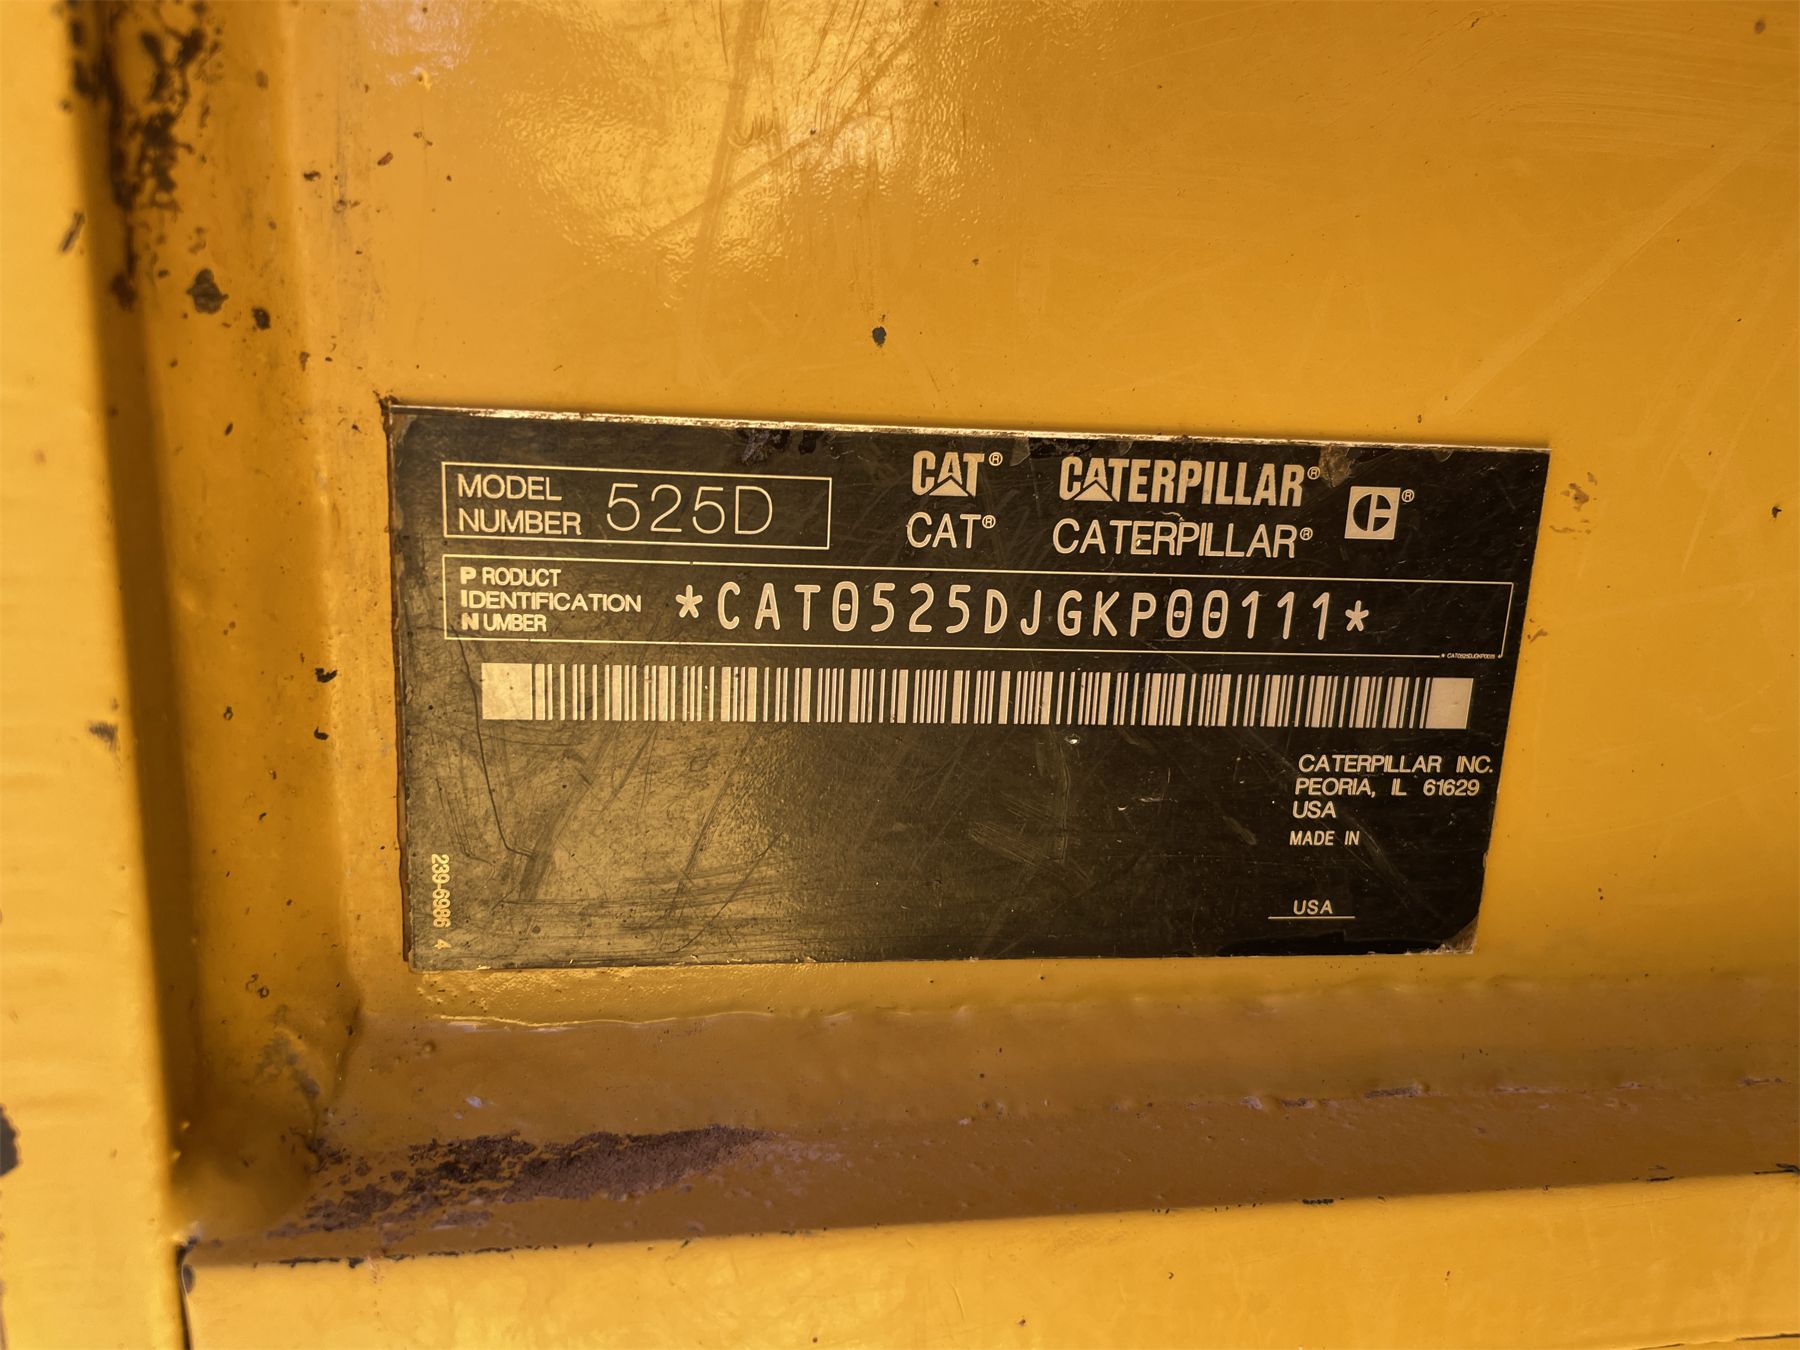 MODEL NUMBER 525D
CAT® CATERPILLAR® ®
CAT® CATERPILLAR®
PRODUCT
IDENTIFICATION
NUMBER
*CAT0525DJGKP00111*
CATERPILLAR INC.
PEORIA, IL 61629
USA
MADE IN
USA
239-6986 4